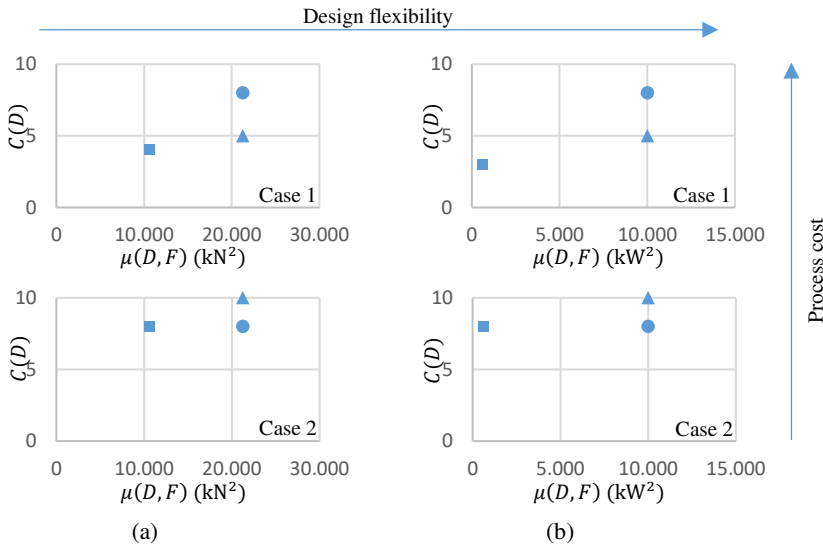 Design flexibility
10
5
0
C(D)
Case 1
0 10.000 20.000 30.000
μ(D, F) (kN²)
10
5
0
C(D)
Case 1
0 5.000 10.000 15.000
μ(D, F) (kW²)
10
5
0
C(D)
Case 2
0 10.000 20.000 30.000
μ(D, F) (kN²)
(a)
10
5
0
C(D)
Case 2
0 5.000 10.000 15.000
μ(D, F) (kW²)
(b)
Process cost